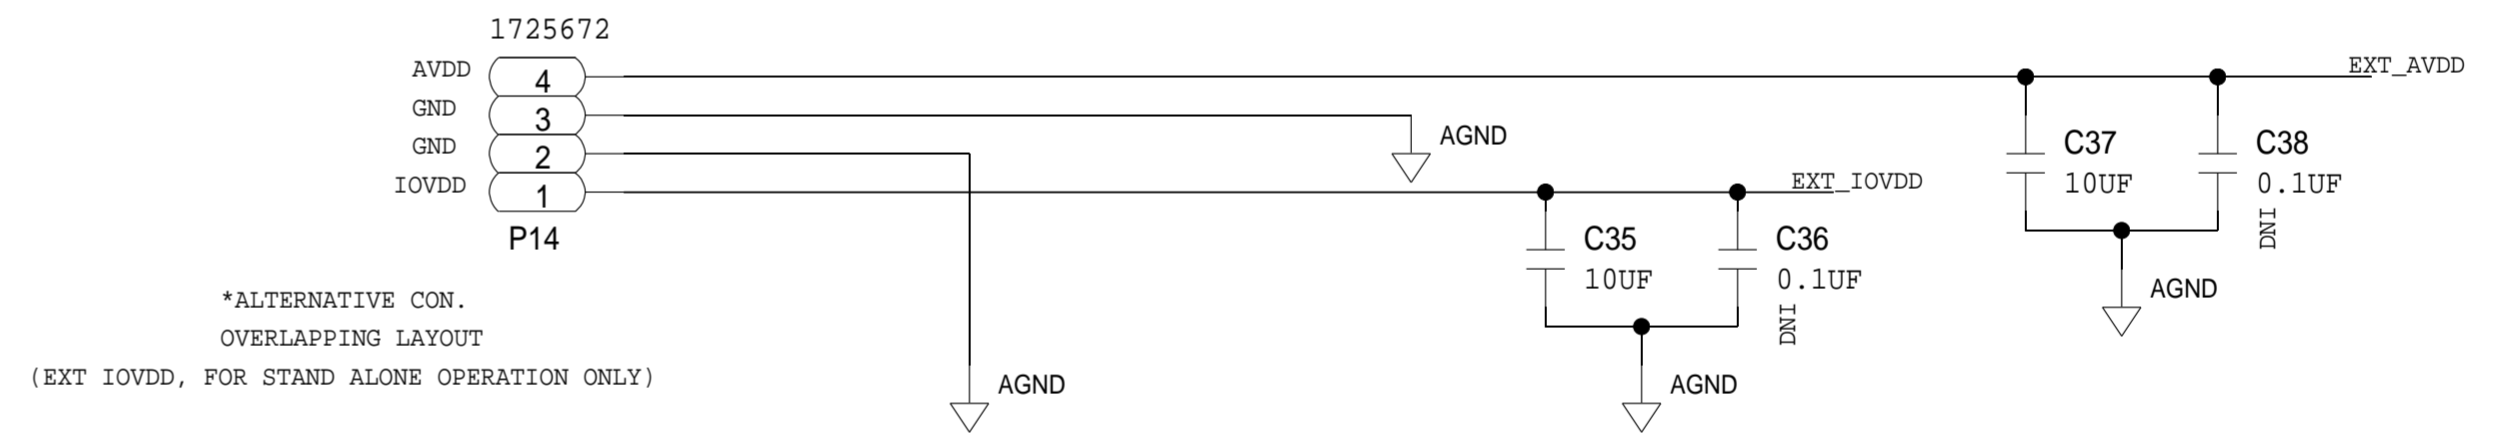 1725672
AVDD
4
EXT_AVDD
GND
3
AGND
GND
2
IOVDD
1
EXT_IOVDD
P14
C37
10UF
C38
0.1UF
DNI
AGND
C35
10UF
C36
0.1UF
DNI
AGND
*ALTERNATIVE CON.
OVERLAPPING LAYOUT
(EXT IOVDD, FOR STAND ALONE OPERATION ONLY)
AGND